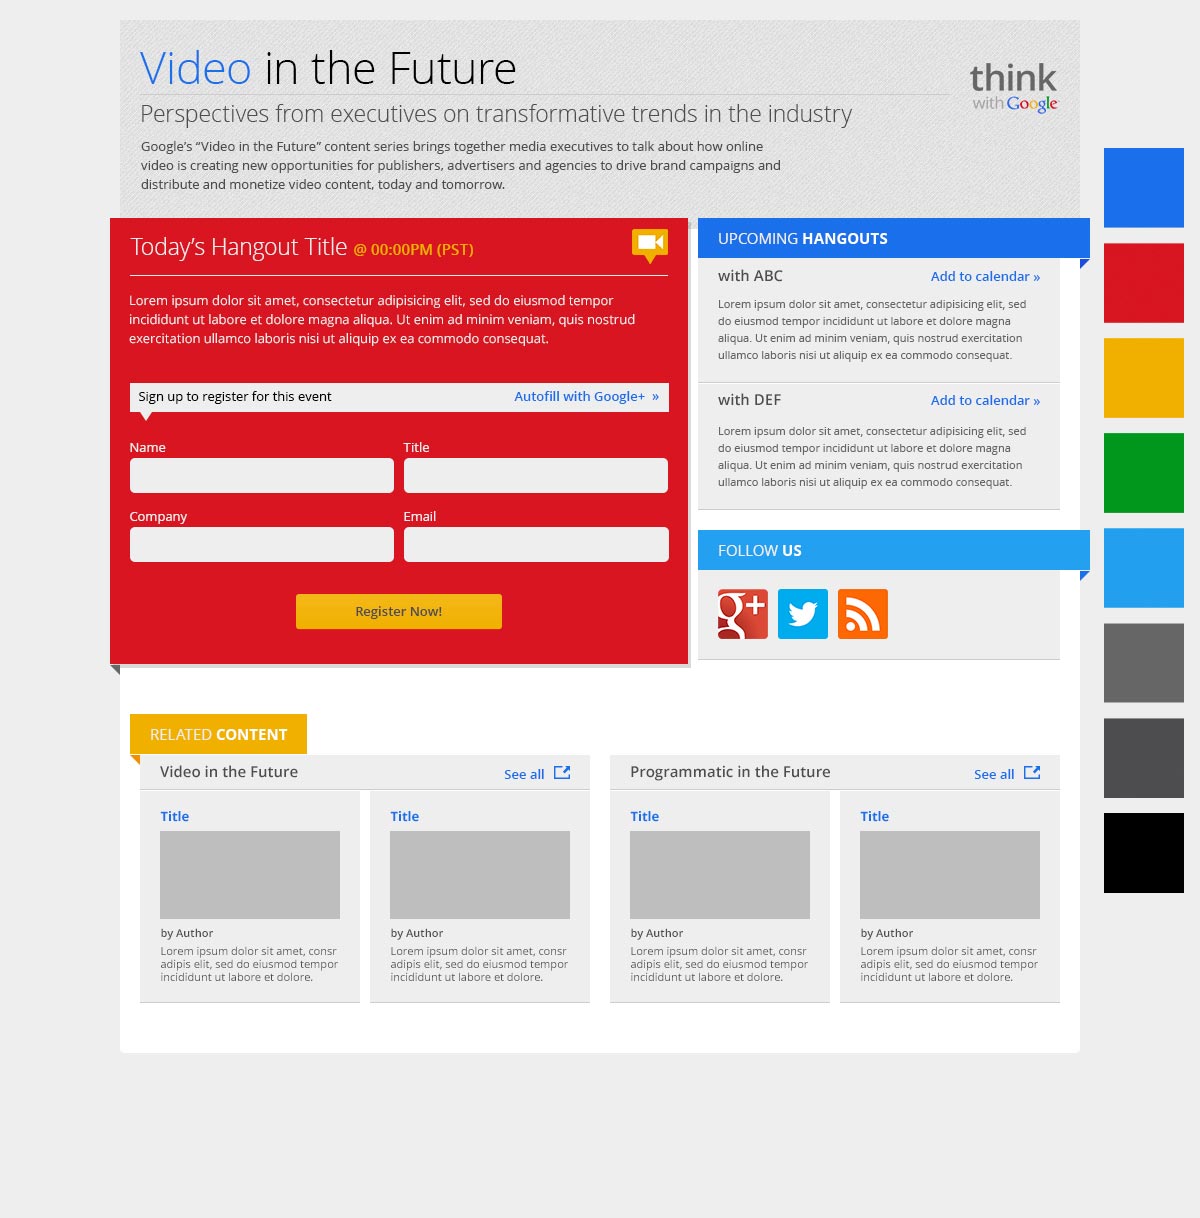 Video in the Future
think
with Google
Perspectives from executives on transformative trends in the industry
Google's “Video in the Future” content series brings together media executives to talk about how online
video is creating new opportunities for publishers, advertisers and agencies to drive brand campaigns and
distribute and monetize video content, today and tomorrow.
Today's Hangout Title @ 00:00PM (PST)
Lorem ipsum dolor sit amet, consectetur adipisicing elit, sed do eiusmod tempor
incididunt ut labore et dolore magna aliqua. Ut enim ad minim veniam, quis nostrud
exercitation ullamco laboris nisi ut aliquip ex ea commodo consequat.
Sign up to register for this event
Autofill with Google+ »
Name
Title
Company
Email
Register Now!
UPCOMING HANGOUTS
with ABC
Add to calendar »
Lorem ipsum dolor sit amet, consectetur adipisicing elit, sed
do eiusmod tempor incididunt ut labore et dolore magna
aliqua. Ut enim ad minim veniam, quis nostrud exercitation
ullamco laboris nisi ut aliquip ex ea commodo consequat.
with DEF
Add to calendar »
Lorem ipsum dolor sit amet, consectetur adipisicing elit, sed
do eiusmod tempor incididunt ut labore et dolore magna
aliqua. Ut enim ad minim veniam, quis nostrud exercitation
ullamco laboris nisi ut aliquip ex ea commodo consequat.
FOLLOW US
g+
RELATED CONTENT
Video in the Future
See all
Title
by Author
Lorem ipsum dolor sit amet, consr
adipis elit, sed do eiusmod tempor
incididunt ut labore et dolore.
Title
by Author
Lorem ipsum dolor sit amet, consr
adipis elit, sed do eiusmod tempor
incididunt ut labore et dolore.
Programmatic in the Future
See all
Title
by Author
Lorem ipsum dolor sit amet, consr
adipis elit, sed do eiusmod tempor
incididunt ut labore et dolore.
Title
by Author
Lorem ipsum dolor sit amet, consr
adipis elit, sed do eiusmod tempor
incididunt ut labore et dolore.